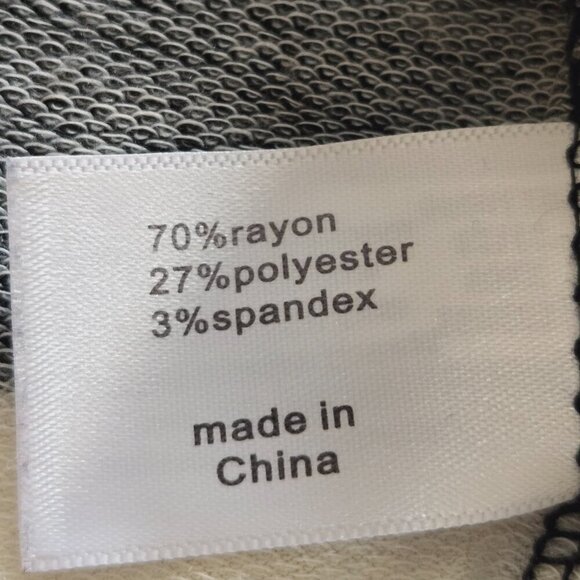 70%rayon
27%polyester
3%spandex
made in
China